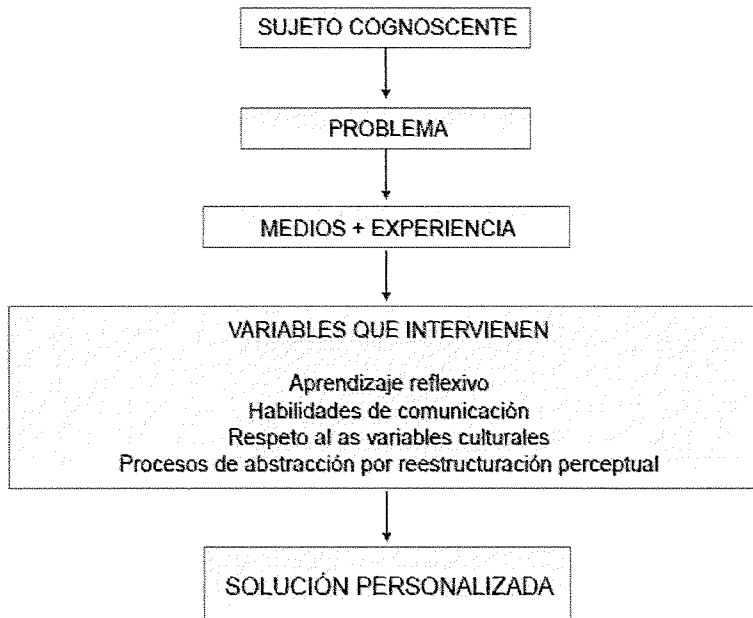 SUJETO COGNOSCENTE
PROBLEMA
MEDIOS + EXPERIENCIA
VARIABLES QUE INTERVIENEN
Aprendizaje reflexivo
Habilidades de comunicación
Respeto al as variables culturales
Procesos de abstracción por reestructuración perceptual
SOLUCIÓN PERSONALIZADA